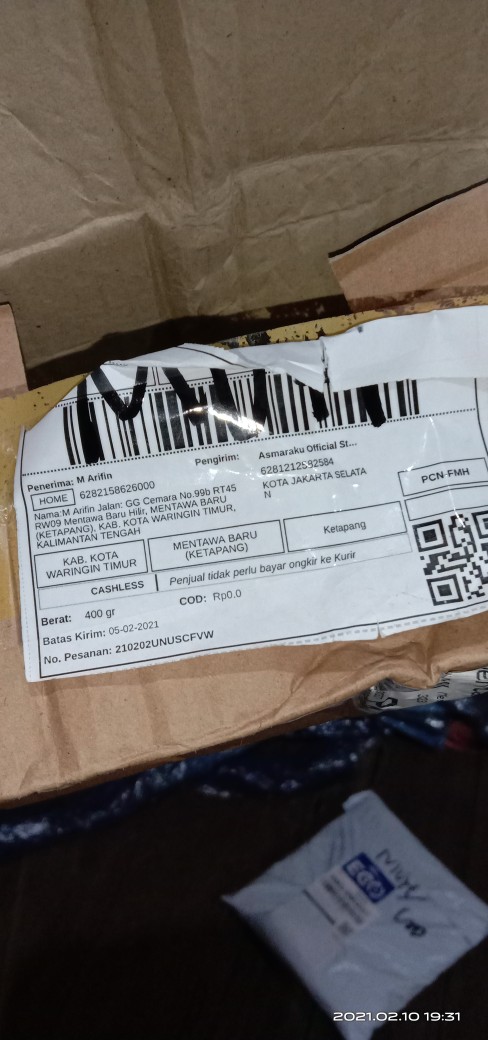 Penerima: M Arifin
Pengirim: Asmaraku Official St...
HOME 6282158626000
6281212582584
KOTA JAKARTA SELATA
N
Nama:M Arifin Jalan: GG Cemara No.99b RT45
RW09 Mentawa Baru Hilir, MENTAWA BARU
(KETAPANG), KAB. KOTA WARINGIN TIMUR,
KALIMANTAN TENGAH
PCN-FMH
KAB. KOTA
WARINGIN TIMUR
MENTAWA BARU
(KETAPANG)
Ketapang
CASHLESS Penjual tidak perlu bayar ongkir ke Kurir
Berat: 400 gr
COD: Rp0.0
Batas Kirim: 05-02-2021
No. Pesanan: 210202UNUSCFVW
2021.02.10 19:31